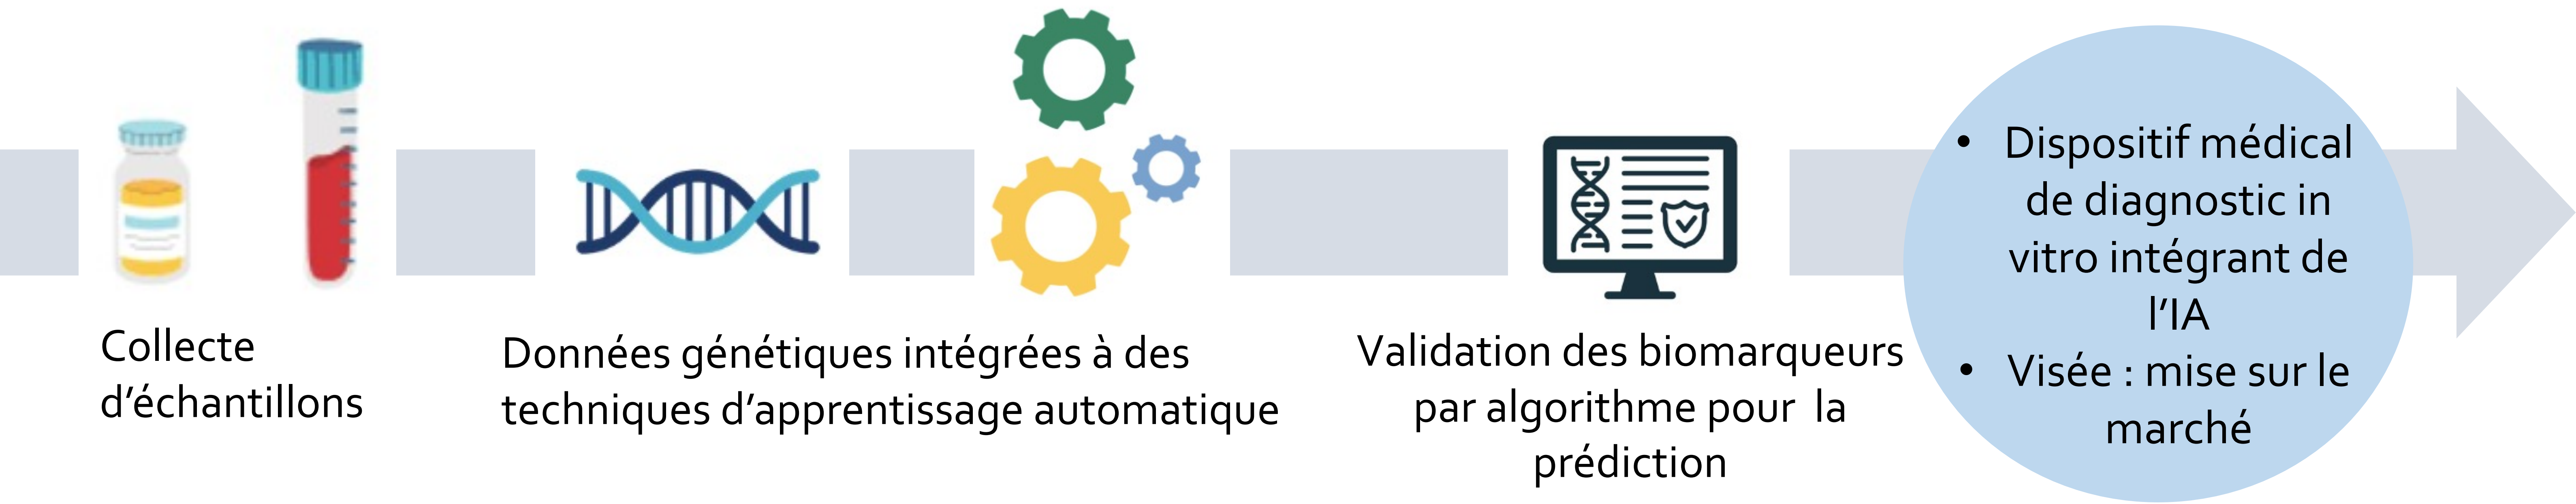 Collecte
d’échantillons
Données génétiques intégrées à des
techniques d’apprentissage automatique
Validation des biomarqueurs
par algorithme pour la
prédiction
• Dispositif médical
de diagnostic in
vitro intégrant de
l’IA
• Visée : mise sur le
marché